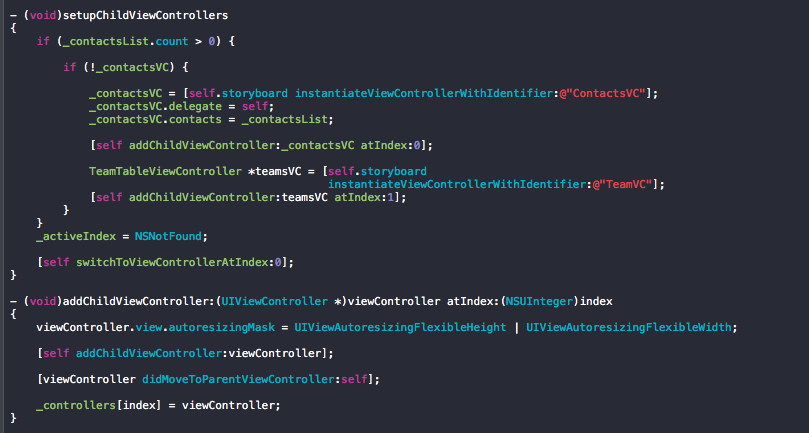 – (void)setupChildViewControllers
{
    if (_contactsList.count > 0) {
        if (!_contactsVC) {
            _contactsVC = [self.storyboard instantiateViewControllerWithIdentifier:@"ContactsVC"];
            _contactsVC.delegate = self;
            _contactsVC.contacts = _contactsList;
            [self addChildViewController:_contactsVC atIndex:0];
            TeamTableViewController *teamsVC = [self.storyboard
                                                instantiateViewControllerWithIdentifier:@"TeamVC"];
            [self addChildViewController:teamsVC atIndex:1];
        }
    }
    _activeIndex = NSNotFound;
    [self switchToViewControllerAtIndex:0];
}
– (void)addChildViewController:(UIViewController *)viewController atIndex:(NSUInteger)index
{
    viewController.view.autoresizingMask = UIViewAutoresizingFlexibleHeight | UIViewAutoresizingFlexibleWidth;
    [self addChildViewController:viewController];
    [viewController didMoveToParentViewController:self];
    _controllers[index] = viewController;
}